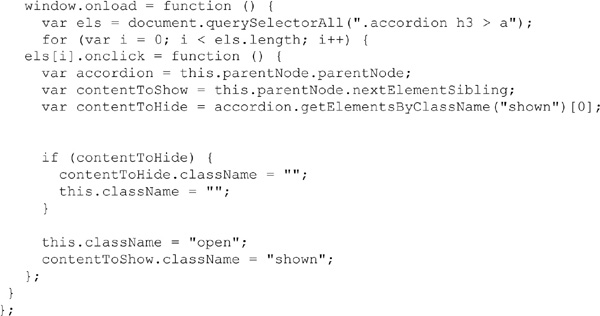 window.onload = function () {
var els = document.querySelectorAll(".accordion h3 > a");
for (var i = 0; i < els.length; i++) {
els[i].onclick = function () {
var accordion = this.parentNode.parentNode;
var contentToShow = this.parentNode.nextElementSibling;
var contentToHide = accordion.getElementsByClassName("shown")[0];
if (contentToHide) {
contentToHide.className = "";
this.className = "";
}
this.className = "open";
contentToShow.className = "shown";
};
}
};